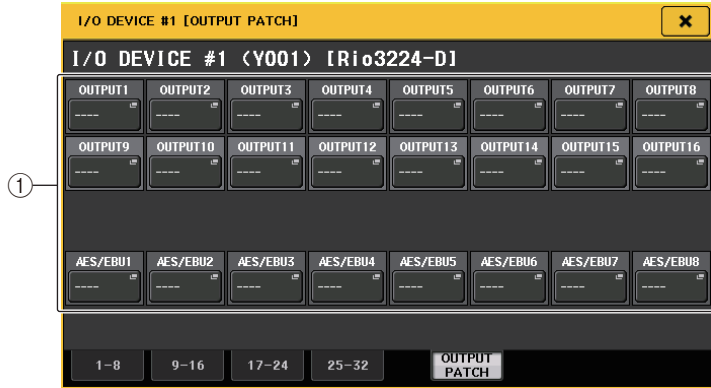 I/O DEVICE #1 [OUTPUT PATCH]
I/O DEVICE #1 (Y001) [Rio3224-D]
OUTPUT1 OUTPUT2 OUTPUT3 OUTPUT4 OUTPUT5 OUTPUT6 OUTPUT7 OUTPUT8
---- ---- ---- ---- ---- ---- ---- ----
OUTPUT9 OUTPUT10 OUTPUT11 OUTPUT12 OUTPUT13 OUTPUT14 OUTPUT15 OUTPUT16
---- ---- ---- ---- ---- ---- ---- ----
①
AES/EBU1 AES/EBU2 AES/EBU3 AES/EBU4 AES/EBU5 AES/EBU6 AES/EBU7 AES/EBU8
---- ---- ---- ---- ---- ---- ---- ----
1-8 9-16 17-24 25-32 OUTPUT
PATCH